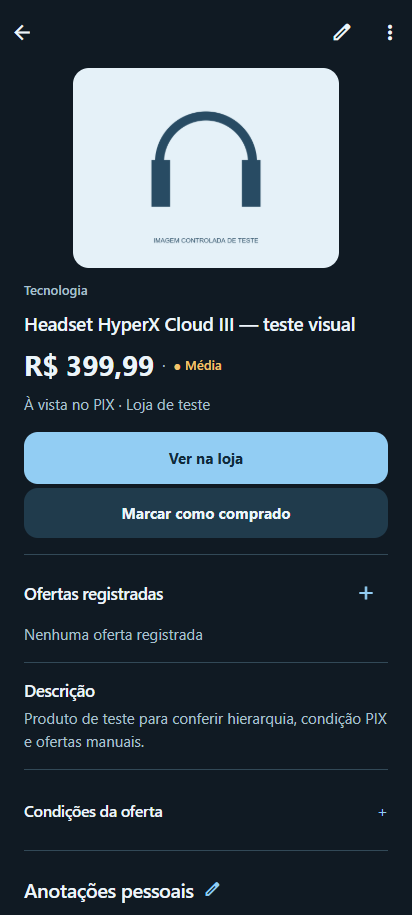 IMAGEM CONTROLADA DE TESTE
Tecnologia
Headset HyperX Cloud III — teste visual
R$ 399,99 · ● Média
À vista no PIX · Loja de teste
Ver na loja
Marcar como comprado
Ofertas registradas +
Nenhuma oferta registrada
Descrição
Produto de teste para conferir hierarquia, condição PIX
e ofertas manuais.
Condições da oferta +
Anotações pessoais